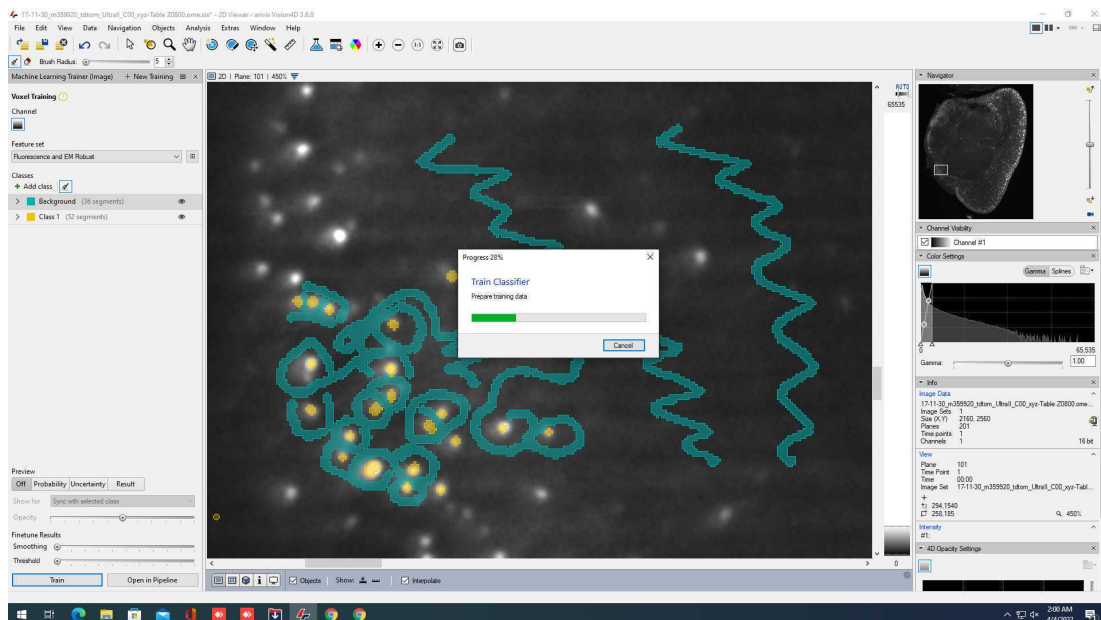 17-11-30_m359920_tdtom_UltraII_C00_xyz-Table Z0800.ome.sis* - 2D Viewer - arivis Vision4D 3.6.0
File Edit View Data Navigation Objects Analysis Extras Window Help
Brush Radius: 5
Machine Learning Trainer (Image) + New Training
2D | Plane: 101 | 450%
Voxel Training
Channel
Feature set
Fluorescence and EM Robust
Classes
+ Add class
Background (36 segments)
Class 1 (52 segments)
Preview
Off Probability Uncertainty Result
Show for Sync with selected class
Opacity
Finetune Results
Smoothing
Threshold
Train Open in Pipeline
Progress 28%
Train Classifier
Prepare training data
Cancel
AUTO
65535
0
Objects Show: Interpolate
Navigator
Channel Visibility
Channel #1
Color Settings
Gamma Splines
0 65,535
Gamma: 1.00
Info
Image Data
17-11-30_m359920_tdtom_UltraII_C00_xyz-Table Z0800.ome...
Image Sets 1
Size (X,Y) 2160, 2560
Planes 201
Time points 1
Channels 1 16 bit
View
Plane 101
Time Point 1
Time 00:00
Image Set 17-11-30_m359920_tdtom_UltraII_C00_xyz-Tabl...
294,1540
258,185 450%
Intensity
#1:
4D Opacity Settings
2:00 AM
4/4/2022